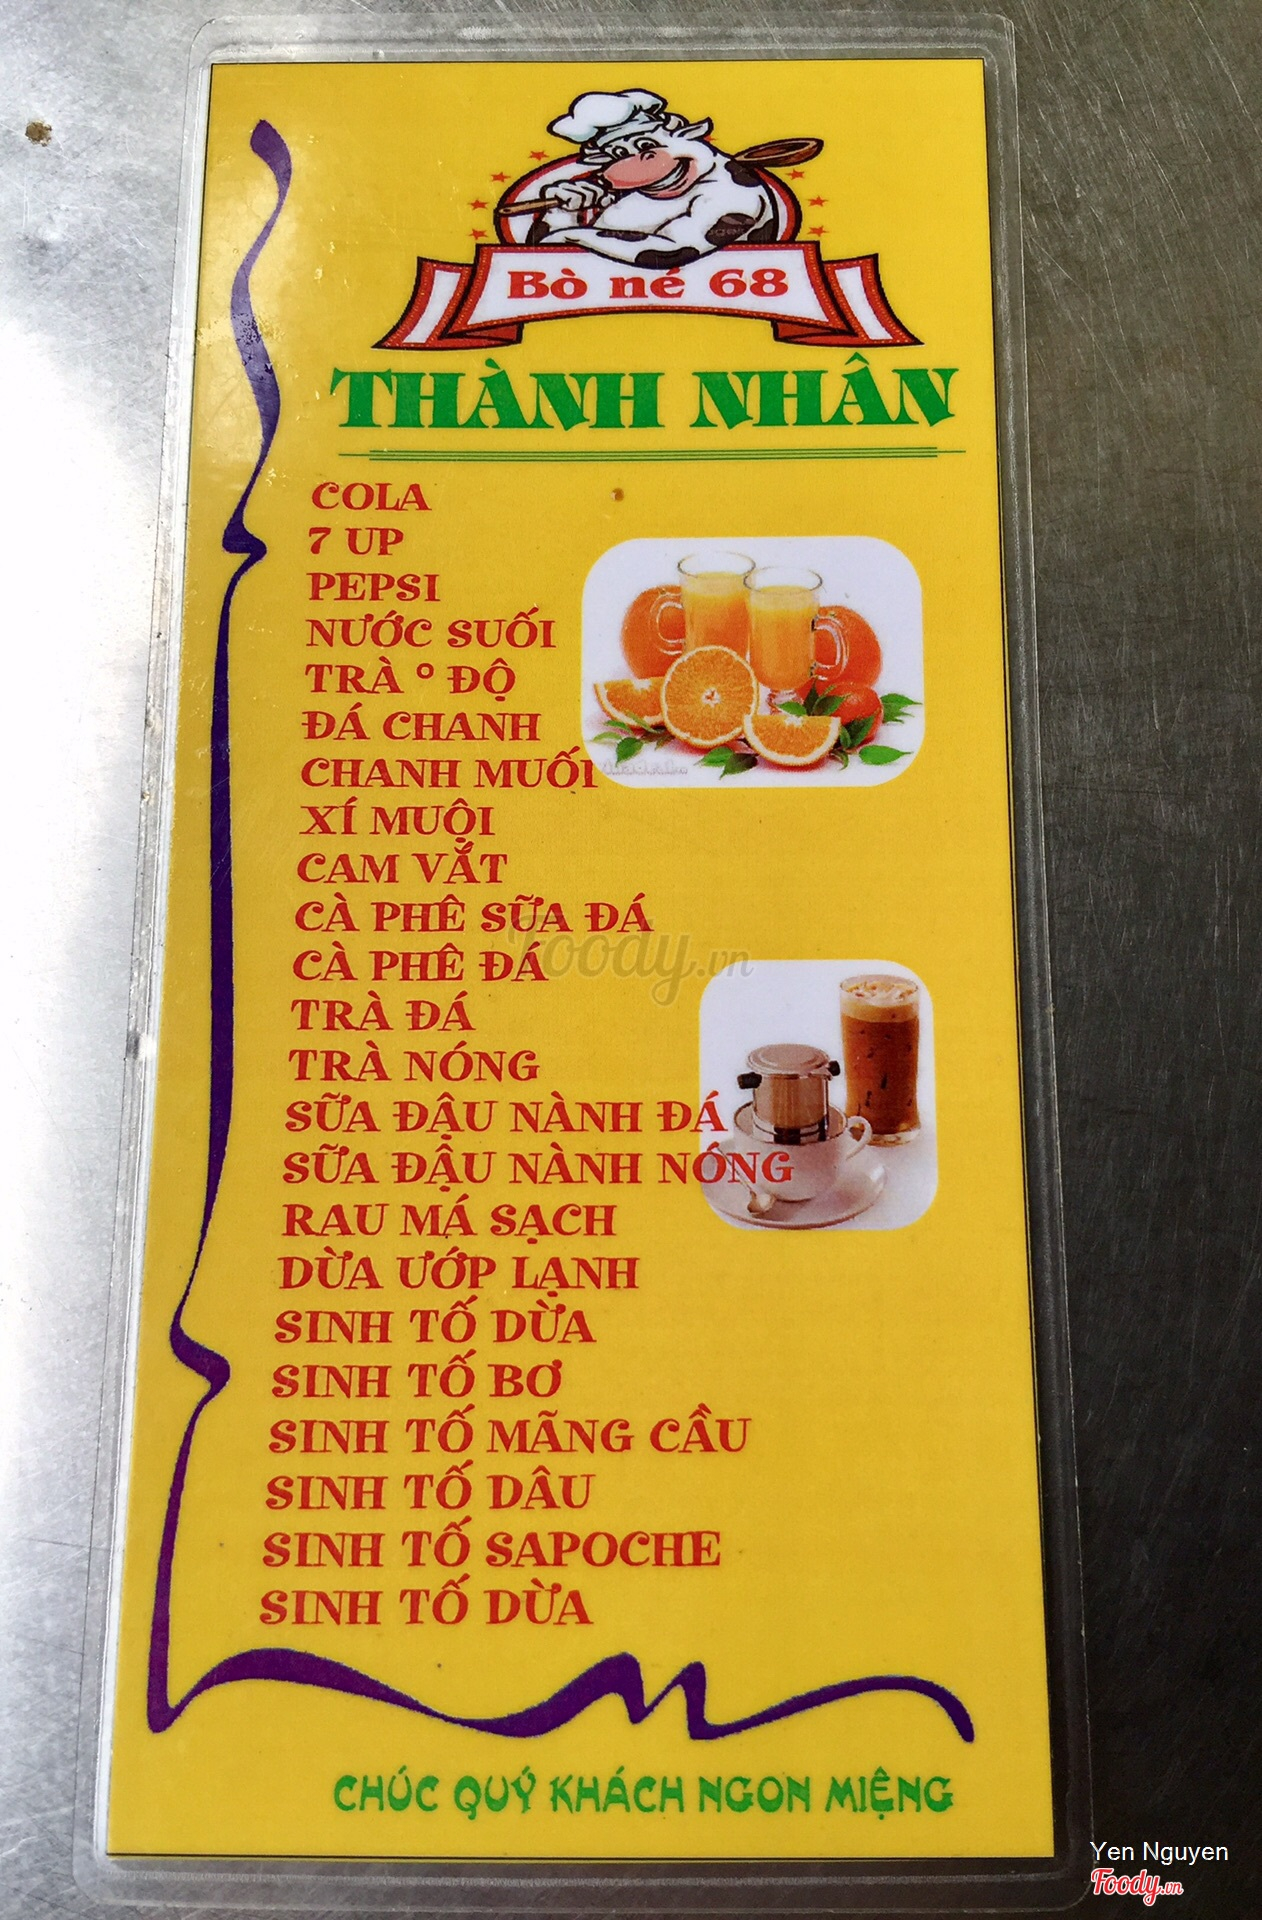 Bò né 68
THÀNH NHÂN
COLA
7 UP
PEPSI
NƯỚC SUỐI
TRÀ ° ĐỘ
ĐÁ CHANH
CHANH MUỐI
XÍ MUỘI
CAM VẮT
CÀ PHÊ SỮA ĐÁ
CÀ PHÊ ĐÁ
Foody.vn
TRÀ ĐÁ
TRÀ NÓNG
SỮA ĐẬU NÀNH ĐÁ
SỮA ĐẬU NÀNH NÓNG
RAU MÁ SẠCH
DỪA ƯỚP LẠNH
SINH TỐ DỪA
SINH TỐ BƠ
SINH TỐ MÃNG CẦU
SINH TỐ DÂU
SINH TỐ SAPOCHE
SINH TỐ DỪA
CHÚC QUÝ KHÁCH NGON MIỆNG
Yen Nguyen
Foody.vn